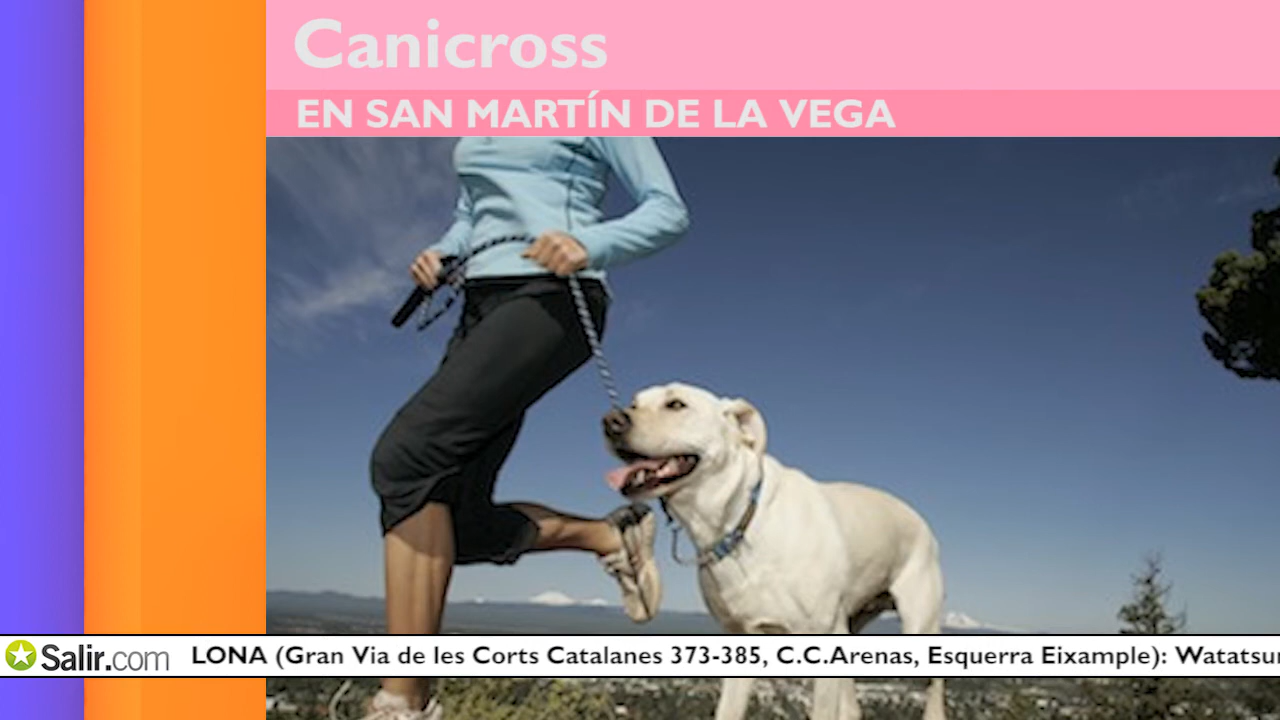 Canicross
EN SAN MARTÍN DE LA VEGA
Salir.com LONA (Gran Via de les Corts Catalanes 373-385, C.C.Arenas, Esquerra Eixample):